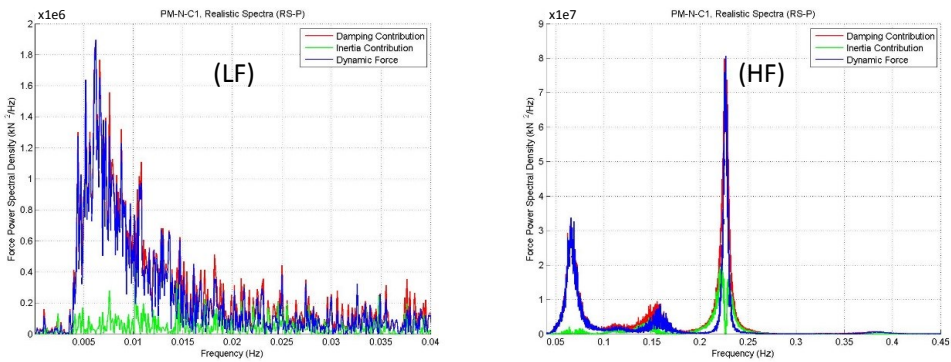 x1e6
PM-N-C1, Realistic Spectra (RS-P)
2
1.8
1.6
1.4
1.2
1
0.8
0.6
0.4
0.2
0
Force Power Spectral Density (kN ^2/Hz)
(LF)
Damping Contribution
Inertia Contribution
Dynamic Force
0.005
0.01
0.015
0.02
0.025
0.03
0.035
0.04
Frequency (Hz)
x1e7
PM-N-C1, Realistic Spectra (RS-P)
9
8
7
6
5
4
3
2
1
0
Force Power Spectral Density (kN ^2/Hz)
(HF)
Damping Contribution
Inertia Contribution
Dynamic Force
0.04
0.05
0.1
0.15
0.2
0.25
0.3
0.35
0.4
0.45
Frequency (Hz)